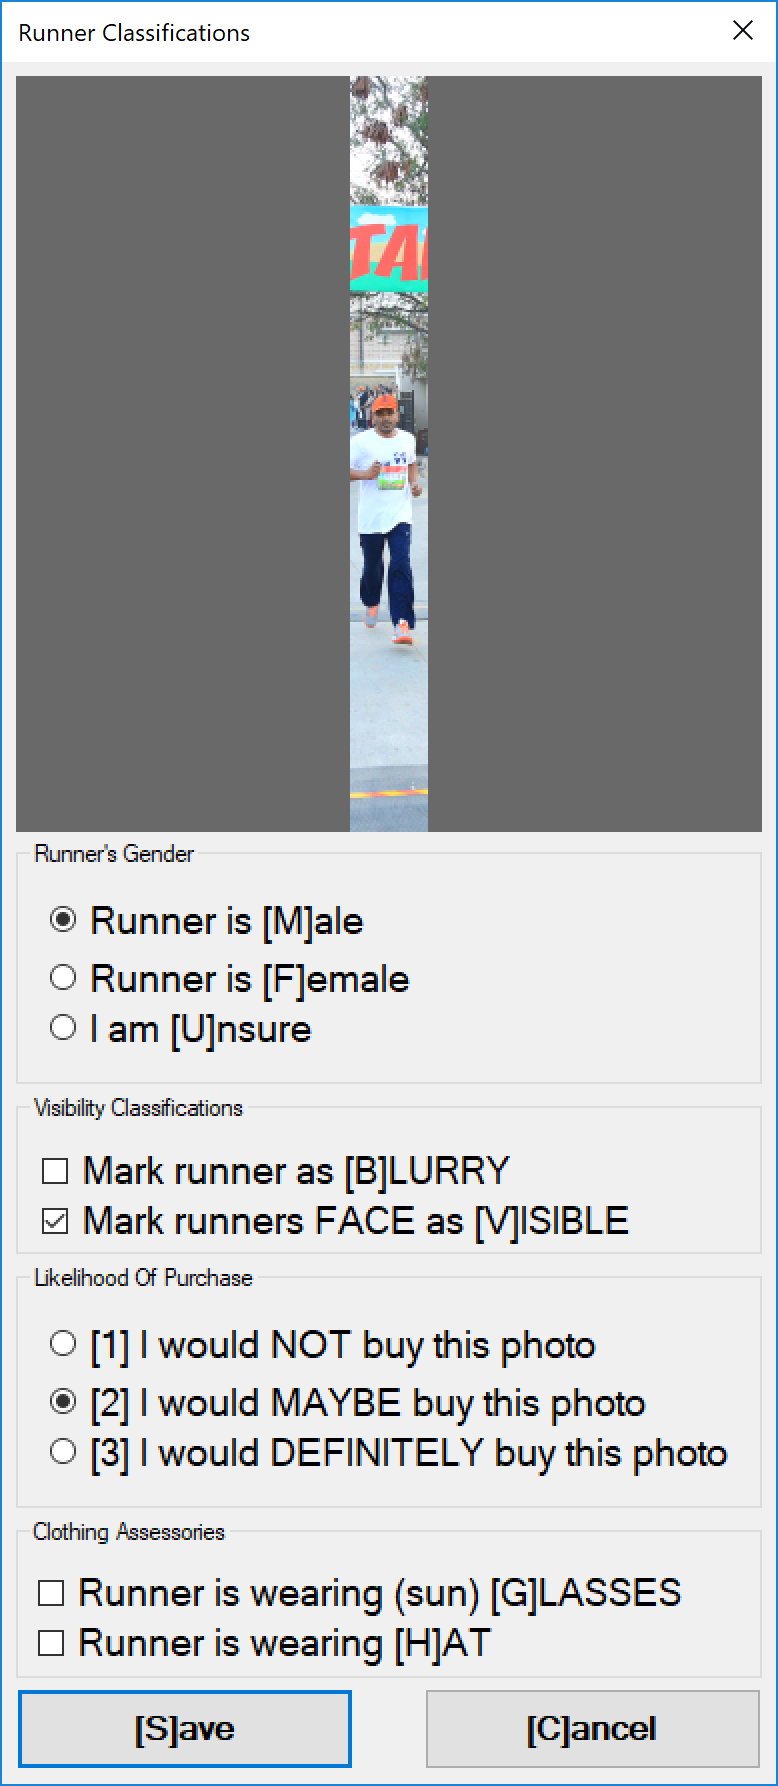 Runner Classifications
TA
Runner's Gender
Runner is [M]ale
Runner is [F]emale
I am [U]nsure
Visibility Classifications
Mark runner as [B]LURRY
Mark runners FACE as [V]ISIBLE
Likelihood Of Purchase
[1] I would NOT buy this photo
[2] I would MAYBE buy this photo
[3] I would DEFINITELY buy this photo
Clothing Assessories
Runner is wearing (sun) [G]LASSES
Runner is wearing [H]AT
[S]ave
[C]ancel